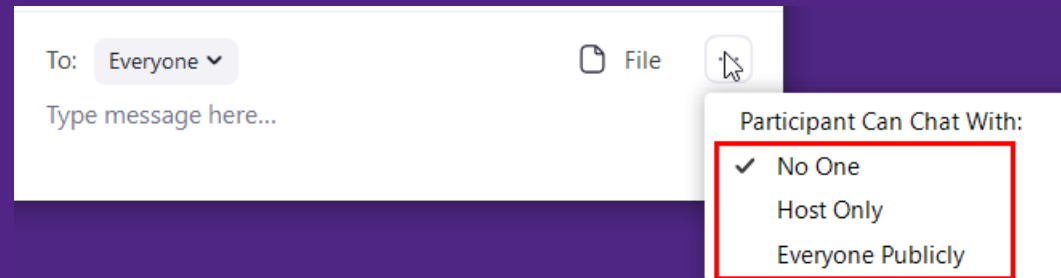 To: Everyone File
Type message here...
Participant Can Chat With:
No One
Host Only
Everyone Publicly